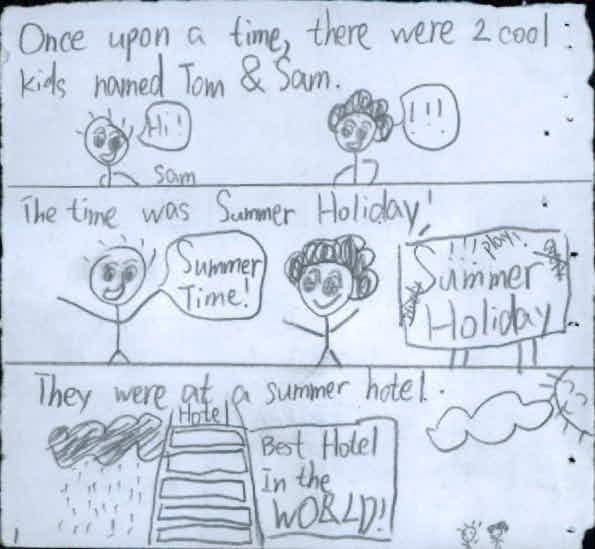 Once upon a time, there were 2 cool
kids named Tom & Sam.
Hi!
!!!
Sam
The time was Summer Holiday!
Summer
Time!
!!! play!
Summer
Holiday
They were at a summer hotel.
Hotel
Best Hotel
In the
WORLD!
1